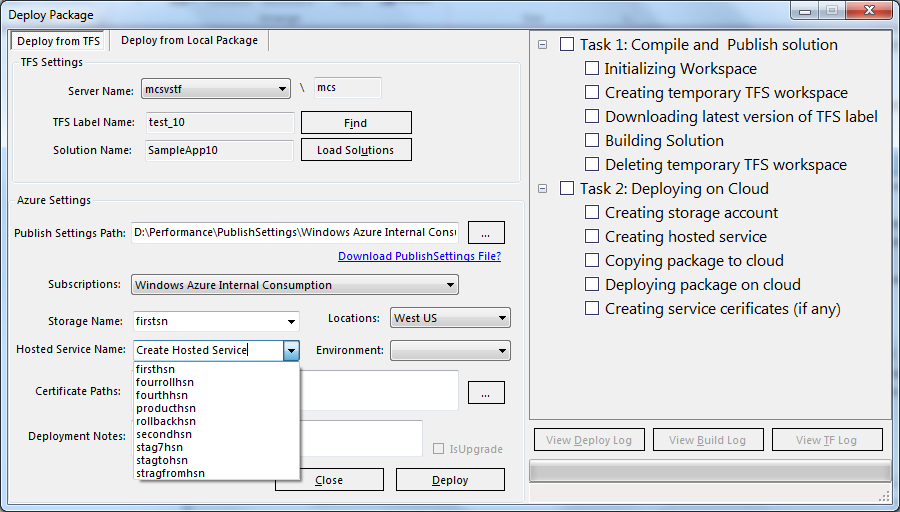 Deploy Package
Deploy from TFS
Deploy from Local Package
TFS Settings
Server Name: mcsvstf \ mcs
TFS Label Name: test_10 Find
Solution Name: SampleApp10 Load Solutions
Azure Settings
Publish Settings Path: D:\Performance\PublishSettings\Windows Azure Internal Consu ...
Download PublishSettings File?
Subscriptions: Windows Azure Internal Consumption
Storage Name: firstsn Locations: West US
Hosted Service Name: Create Hosted Service Environment:
firsthsn
fourrollhsn
fourthhsn
producthsn
rollbackhsn
secondhsn
stag7hsn
stagtohsn
stragfromhsn
Certificate Paths: ...
Deployment Notes: IsUpgrade
Close Deploy
Task 1: Compile and Publish solution
Initializing Workspace
Creating temporary TFS workspace
Downloading latest version of TFS label
Building Solution
Deleting temporary TFS workspace
Task 2: Deploying on Cloud
Creating storage account
Creating hosted service
Copying package to cloud
Deploying package on cloud
Creating service cerificates (if any)
View Deploy Log View Build Log View TF Log